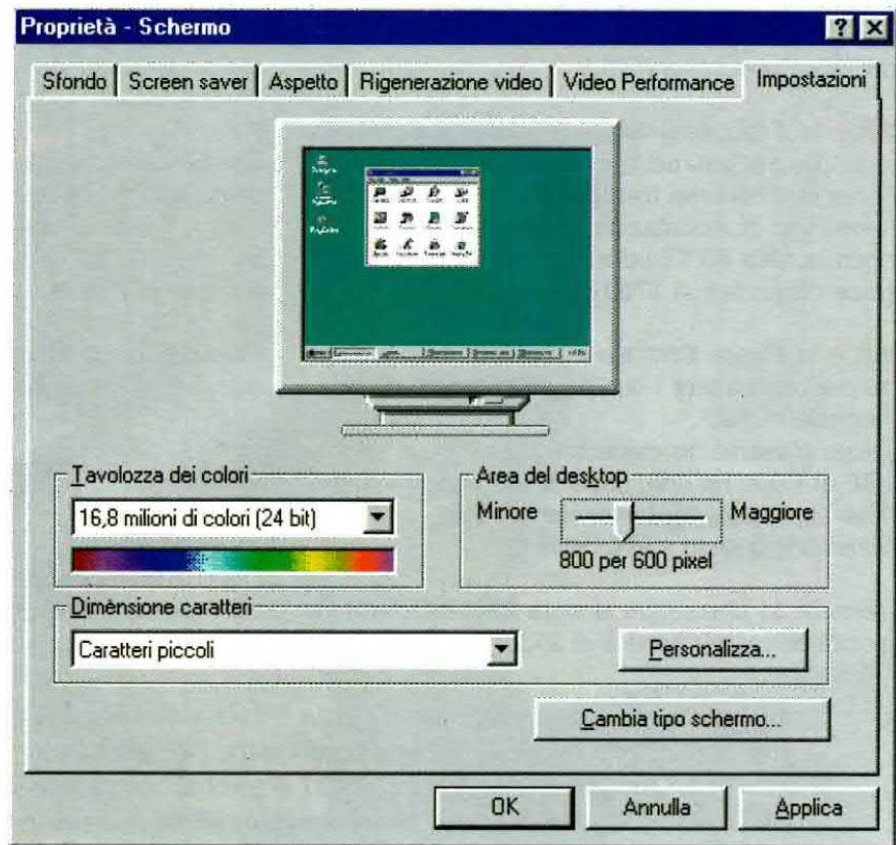 Proprietà - Schermo
Sfondo Screen saver Aspetto Rigenerazione video Video Performance Impostazioni
Tavolozza dei colori
16,8 milioni di colori (24 bit)
Area del desktop
Minore Maggiore
800 per 600 pixel
Dimensione caratteri
Caratteri piccoli
Personalizza...
Cambia tipo schermo...
OK Annulla Applica